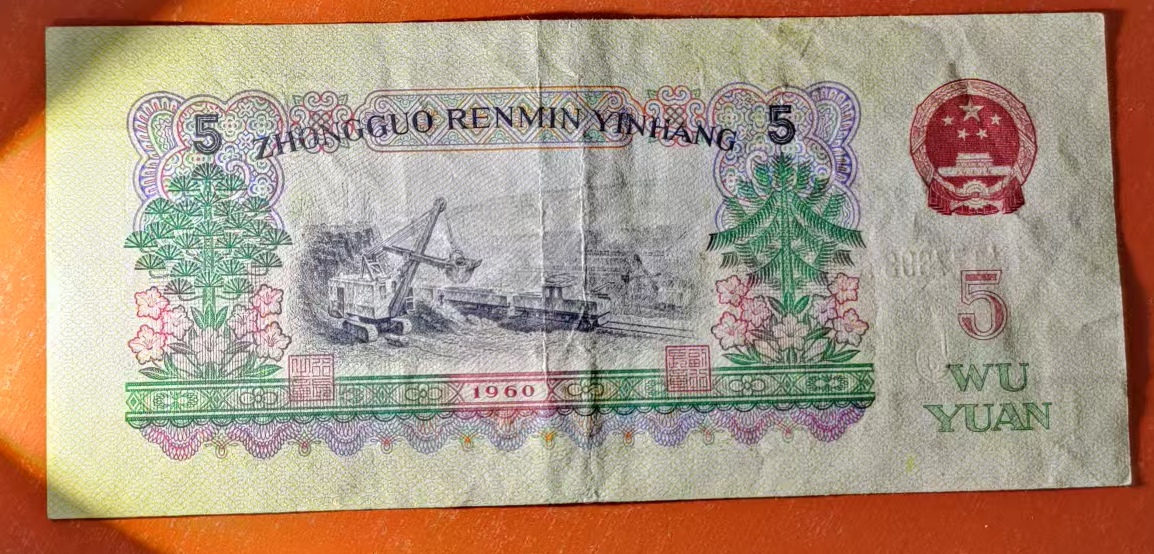 5
ZHONGGUO RENMIN YINHANG
5
1960
5
WU
YUAN